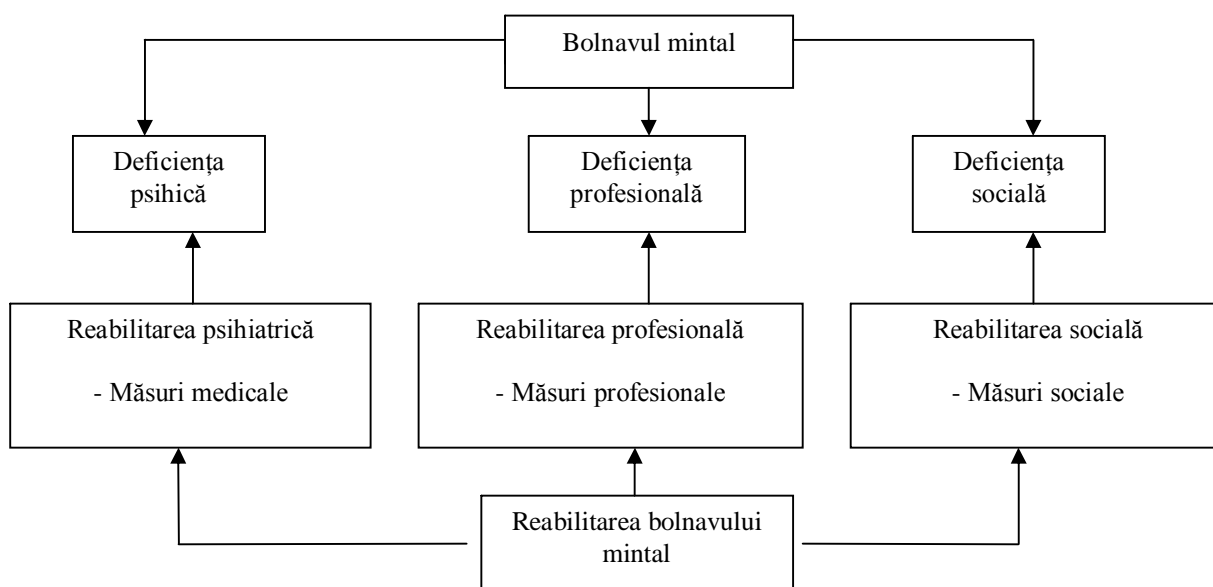 Bolnavul mintal
Deficiența
psihică
Deficiența
profesională
Deficiența
socială
Reabilitarea psihiatrică
- Măsuri medicale
Reabilitarea profesională
- Măsuri profesionale
Reabilitarea socială
- Măsuri sociale
Reabilitarea bolnavului
mintal